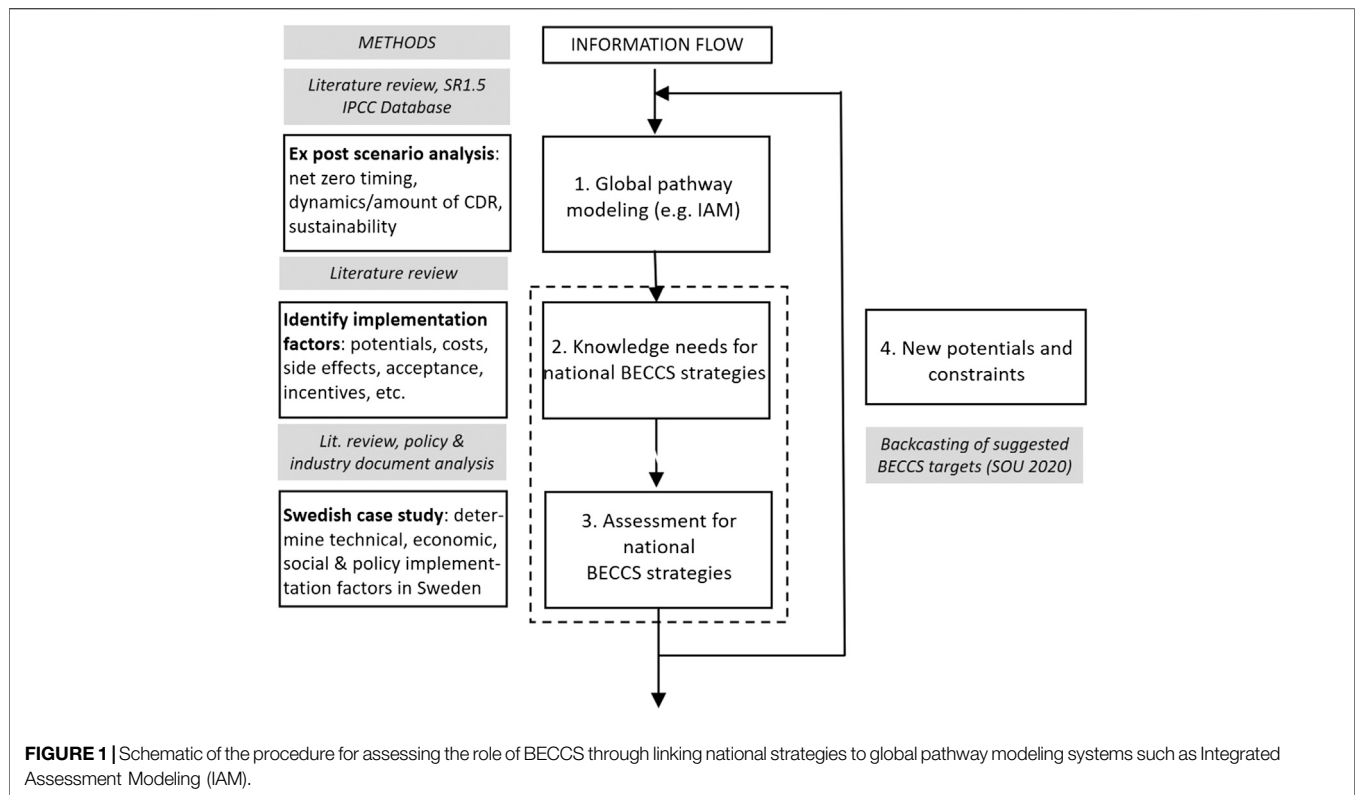 METHODS
Literature review, SR1.5
IPCC Database
Ex post scenario analysis:
net zero timing,
dynamics/amount of CDR,
sustainability
Literature review
Identify implementation
factors: potentials, costs,
side effects, acceptance,
incentives, etc.
Lit. review, policy &
industry document analysis
Swedish case study: deter-
mine technical, economic,
social & policy implemen-
tation factors in Sweden
INFORMATION FLOW
1. Global pathway
modeling (e.g. IAM)
2. Knowledge needs for
national BECCS strategies
3. Assessment for
national
BECCS strategies
4. New potentials and
constraints
Backcasting of suggested
BECCS targets (SOU 2020)
FIGURE 1 | Schematic of the procedure for assessing the role of BECCS through linking national strategies to global pathway modeling systems such as Integrated
Assessment Modeling (IAM).